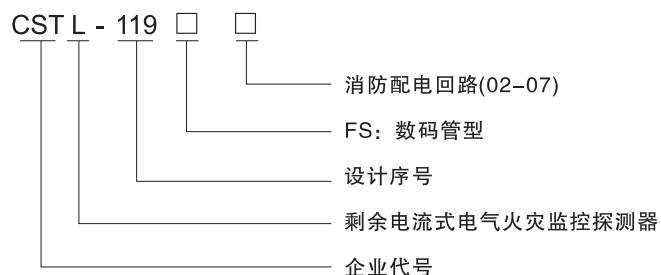 CSTL-119□ □
消防配电回路(02-07)
FS：数码管型
设计序号
剩余电流式电气火灾监控探测器
企业代号